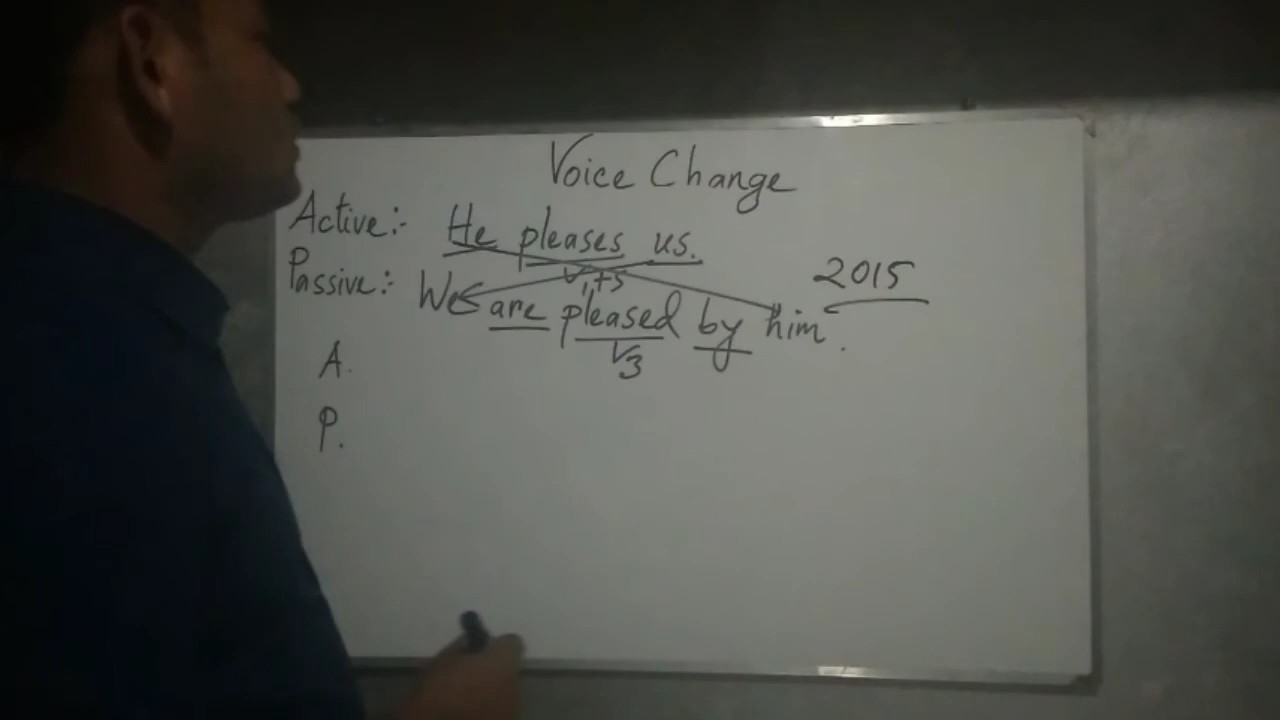 Voice Change
Active:- He pleases us.
V1+s
2015
Passive:- We are pleased by him.
V3
A.
P.